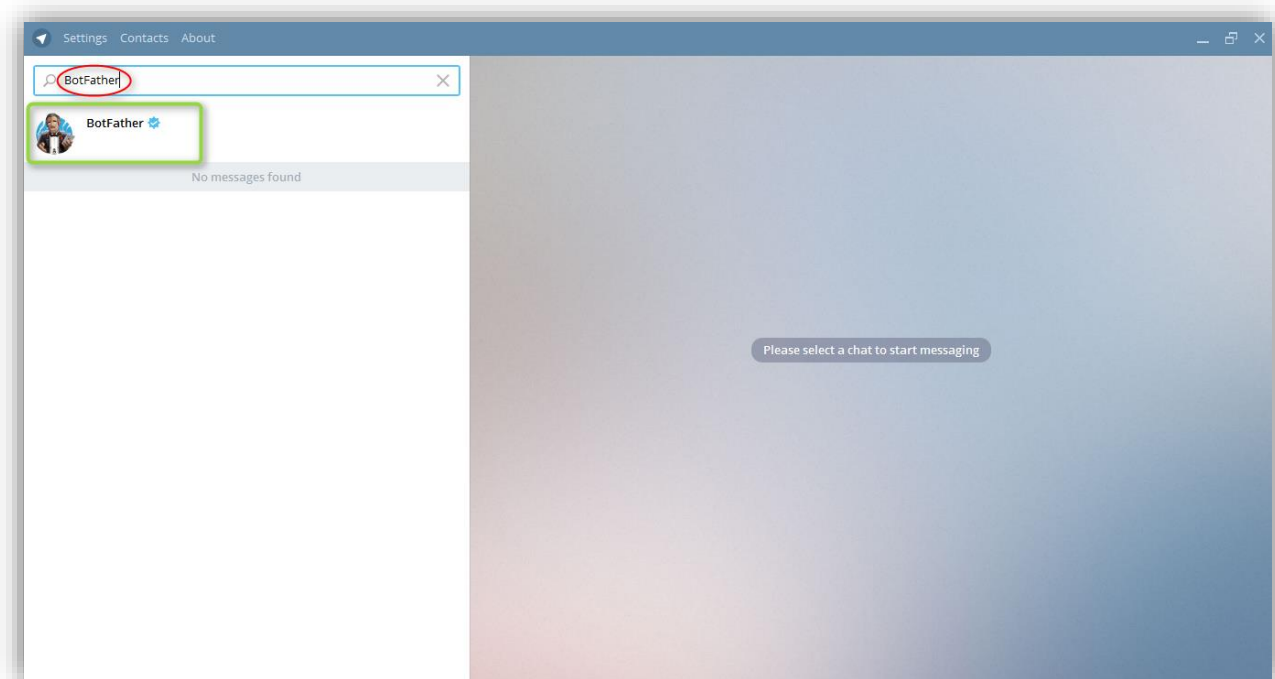 Settings Contacts About
BotFather
BotFather
No messages found
Please select a chat to start messaging